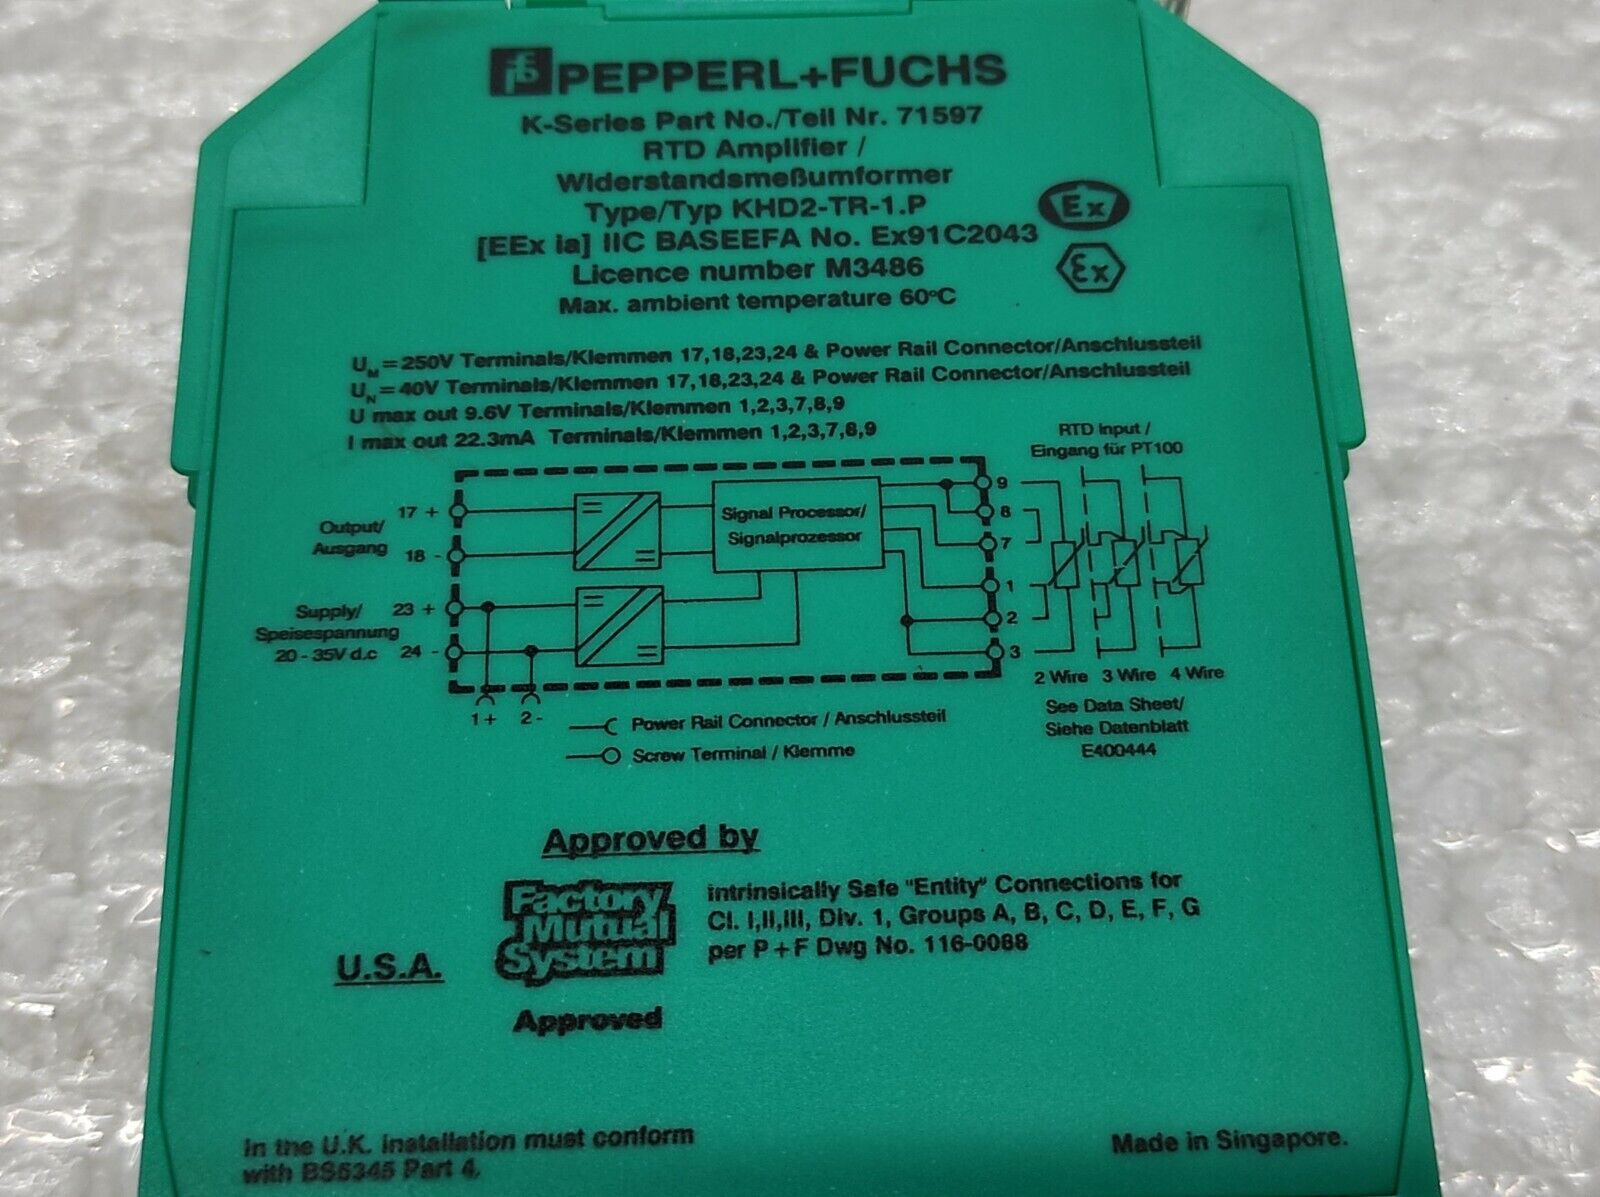 PEPPERL+FUCHS
K-Series Part No./Teil Nr. 71597
RTD Amplifier /
Widerstandsmeßumformer
Type/Typ KHD2-TR-1.P
[EEx ia] IIC BASEEFA No. Ex91C2043
Licence number M3486
Max. ambient temperature 60°C
Ex
Ex
UM=250V Terminals/Klemmen 17,18,23,24 & Power Rail Connector/Anschlussteil
UN=40V Terminals/Klemmen 17,18,23,24 & Power Rail Connector/Anschlussteil
U max out 9.6V Terminals/Klemmen 1,2,3,7,8,9
I max out 22.3mA Terminals/Klemmen 1,2,3,7,8,9
RTD Input /
Eingang für PT100
Output/
Ausgang
17 +
18 -
Supply/
Speisespannung
20 - 35V d.c
23 +
24 -
Signal Processor/
Signalprozessor
9
8
7
1
2
3
1+ 2-
2 Wire 3 Wire 4 Wire
See Data Sheet/
Siehe Datenblatt
E400444
Power Rail Connector / Anschlussteil
Screw Terminal / Klemme
Approved by
U.S.A.
Factory
Mutual
System
Approved
intrinsically Safe "Entity" Connections for
Cl. I,II,III, Div. 1, Groups A, B, C, D, E, F, G
per P + F Dwg No. 116-0088
In the U.K. installation must conform
with BS5345 Part 4.
Made in Singapore.